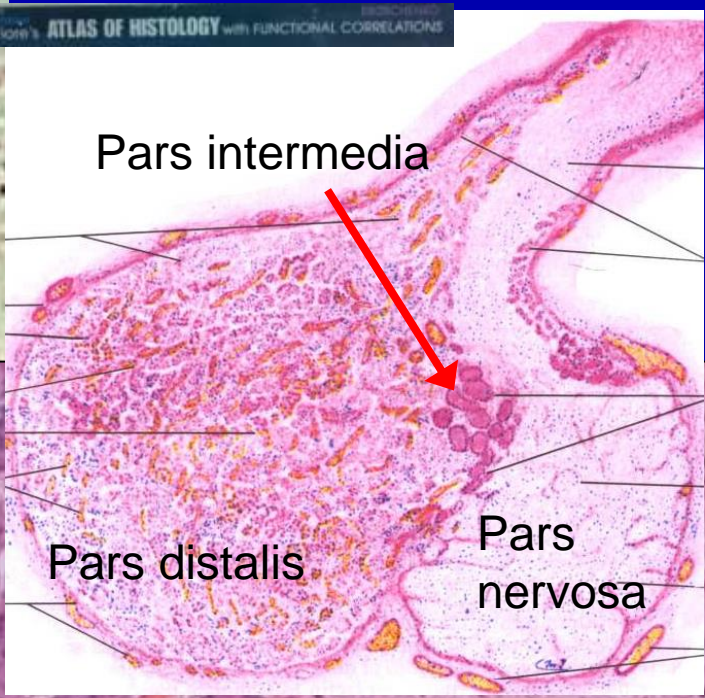 ATLAS OF HISTOLOGY with FUNCTIONAL CORRELATIONS
Pars intermedia
Pars distalis
Pars
nervosa